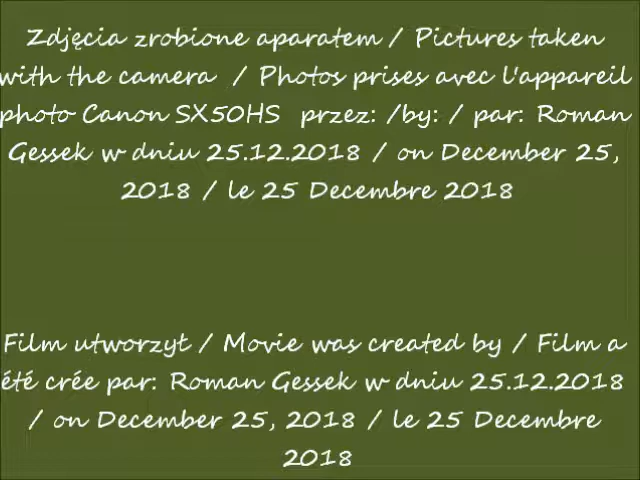 Zdjęcia zrobione aparatem / Pictures taken
with the camera / Photos prises avec l'appareil
photo Canon SX50HS przez: /by: / par: Roman
Gessek w dniu 25.12.2018 / on December 25,
2018 / le 25 Decembre 2018
Film utworzył / Movie was created by / Film a
été crée par: Roman Gessek w dniu 25.12.2018
/ on December 25, 2018 / le 25 Decembre
2018